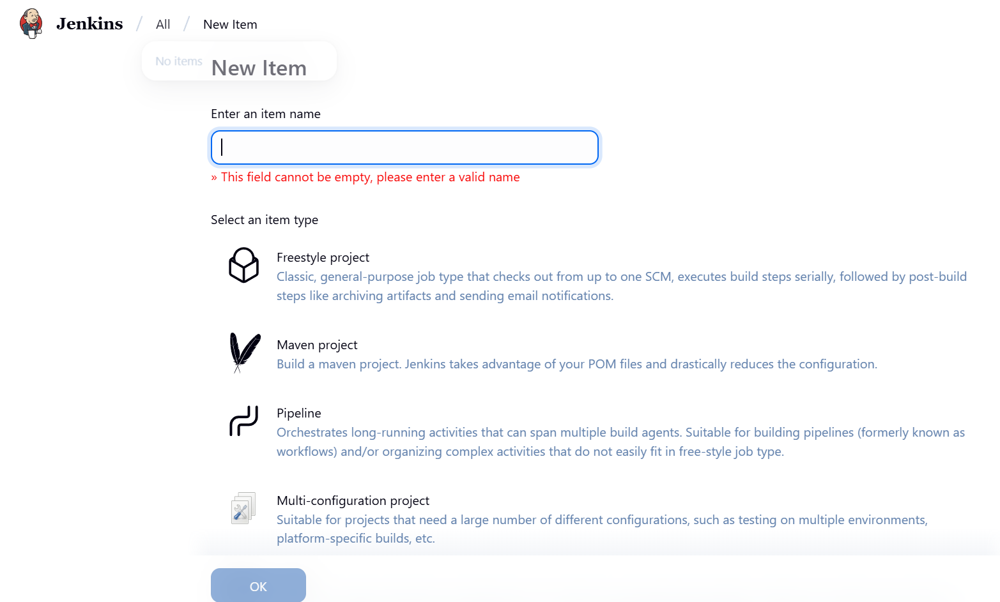 Jenkins / All / New Item
No items
New Item
Enter an item name
» This field cannot be empty, please enter a valid name
Select an item type
Freestyle project
Classic, general-purpose job type that checks out from up to one SCM, executes build steps serially, followed by post-build
steps like archiving artifacts and sending email notifications.
Maven project
Build a maven project. Jenkins takes advantage of your POM files and drastically reduces the configuration.
Pipeline
Orchestrates long-running activities that can span multiple build agents. Suitable for building pipelines (formerly known as
workflows) and/or organizing complex activities that do not easily fit in free-style job type.
Multi-configuration project
Suitable for projects that need a large number of different configurations, such as testing on multiple environments,
platform-specific builds, etc.
OK